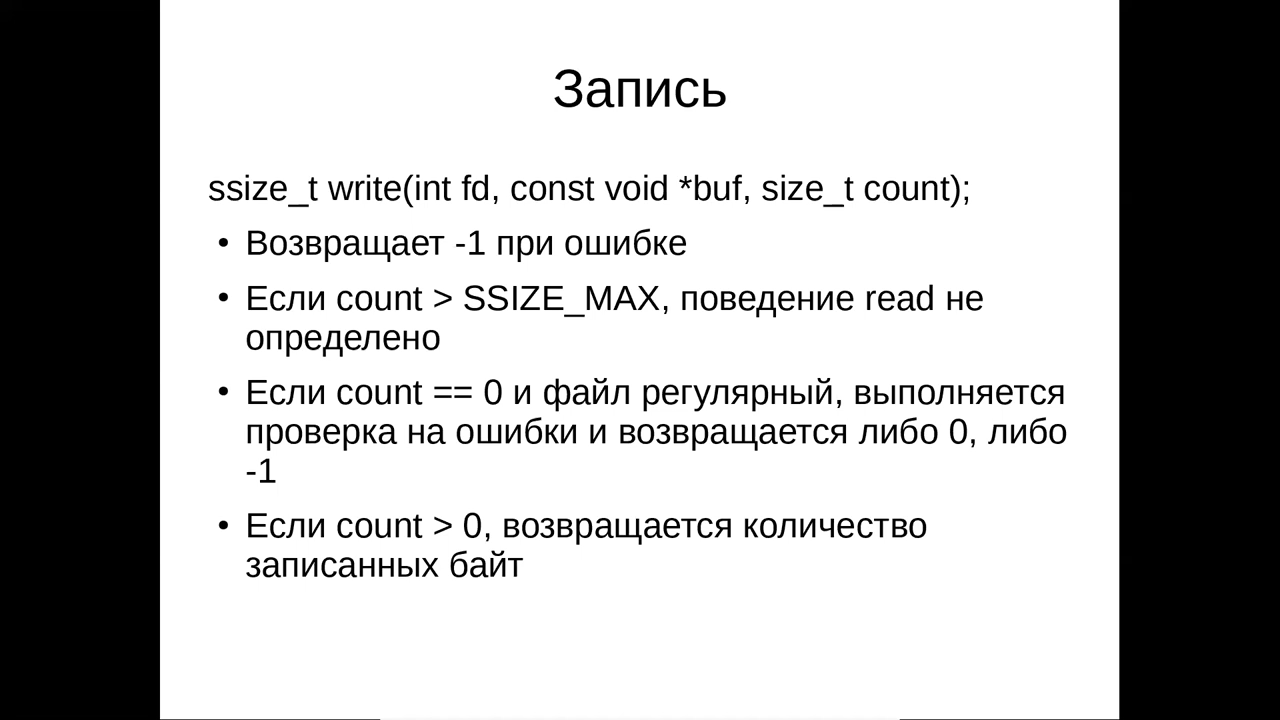 Запись
ssize_t write(int fd, const void *buf, size_t count);
• Возвращает -1 при ошибке
• Если count > SSIZE_MAX, поведение read не
определено
• Если count == 0 и файл регулярный, выполняется
проверка на ошибки и возвращается либо 0, либо
-1
• Если count > 0, возвращается количество
записанных байт